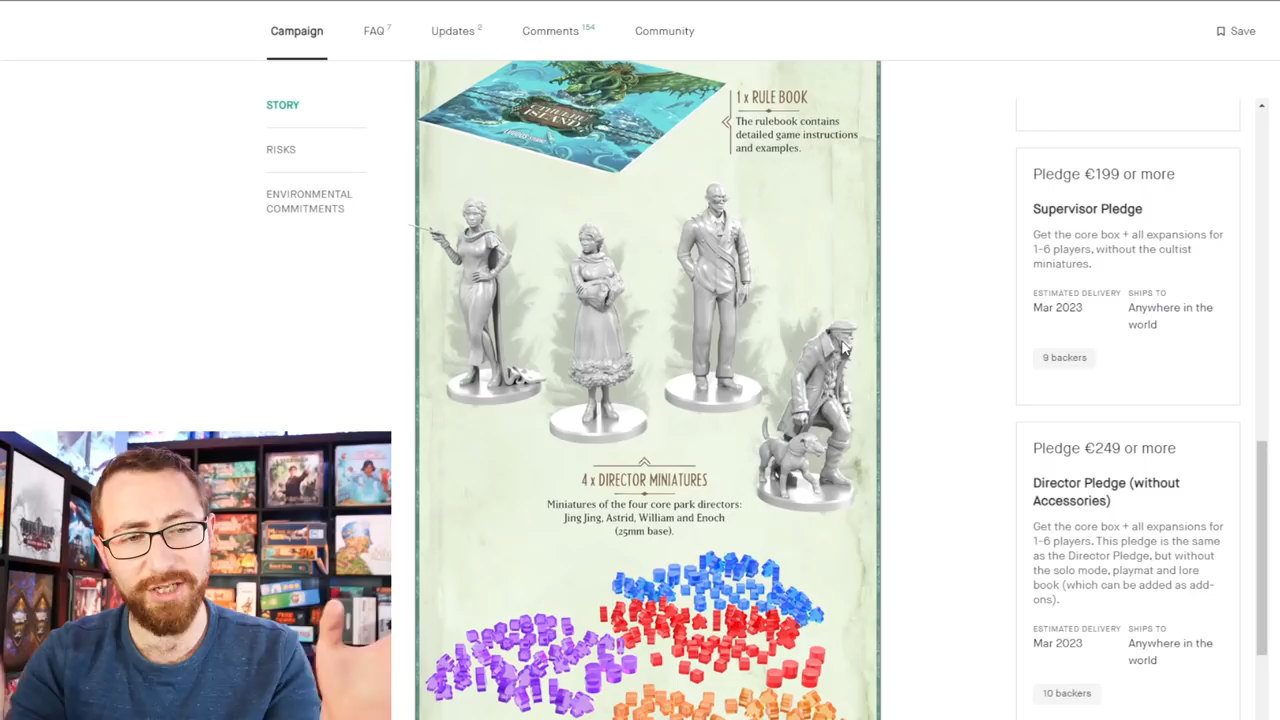 Campaign
FAQ 7
Updates 2
Comments 154
Community
Save
STORY
RISKS
ENVIRONMENTAL
COMMITMENTS
ISLAND
1 x RULE BOOK
The rulebook contains
detailed game instructions
and examples.
4 x DIRECTOR MINIATURES
Miniatures of the four core park directors:
Jing Jing, Astrid, William and Enoch
(25mm base).
Pledge €199 or more
Supervisor Pledge
Get the core box + all expansions for
1-6 players, without the cultist
miniatures.
ESTIMATED DELIVERY
Mar 2023
SHIPS TO
Anywhere in the
world
9 backers
Pledge €249 or more
Director Pledge (without
Accessories)
Get the core box + all expansions for
1-6 players. This pledge is the same
as the Director Pledge, but without
the solo mode, playmat and lore
book (which can be added as add-
ons).
ESTIMATED DELIVERY
Mar 2023
SHIPS TO
Anywhere in the
world
10 backers